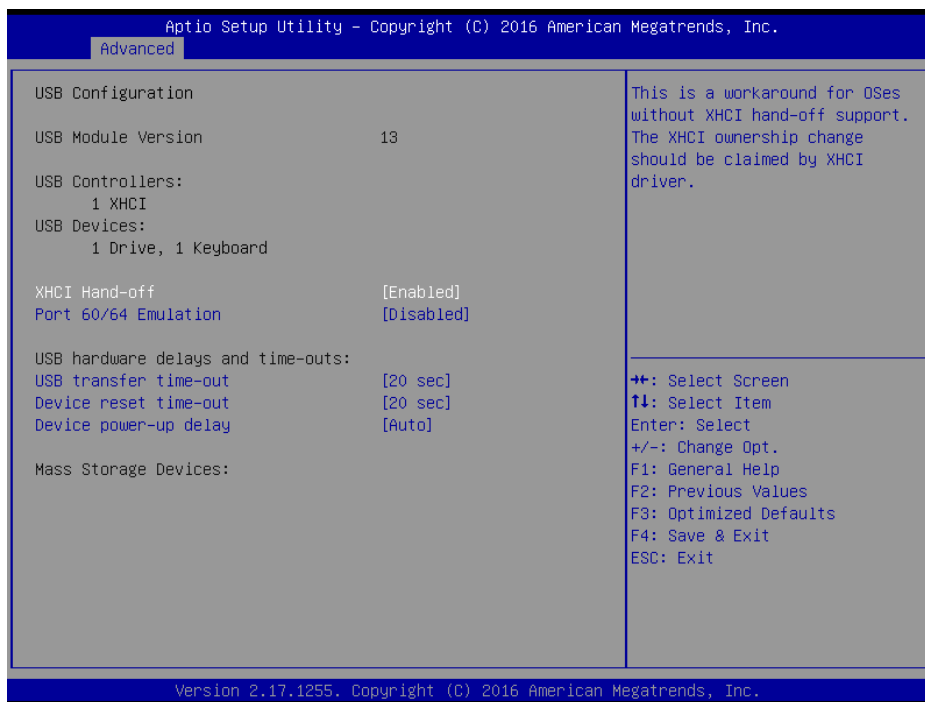 Aptio Setup Utility – Copyright (C) 2016 American Megatrends, Inc.
Advanced
USB Configuration
USB Module Version 13
USB Controllers:
1 XHCI
USB Devices:
1 Drive, 1 Keyboard
XHCI Hand-off [Enabled]
Port 60/64 Emulation [Disabled]
USB hardware delays and time-outs:
USB transfer time-out [20 sec]
Device reset time-out [20 sec]
Device power-up delay [Auto]
Mass Storage Devices:
This is a workaround for OSes
without XHCI hand-off support.
The XHCI ownership change
should be claimed by XHCI
driver.
→←: Select Screen
↑↓: Select Item
Enter: Select
+/-: Change Opt.
F1: General Help
F2: Previous Values
F3: Optimized Defaults
F4: Save & Exit
ESC: Exit
Version 2.17.1255. Copyright (C) 2016 American Megatrends, Inc.